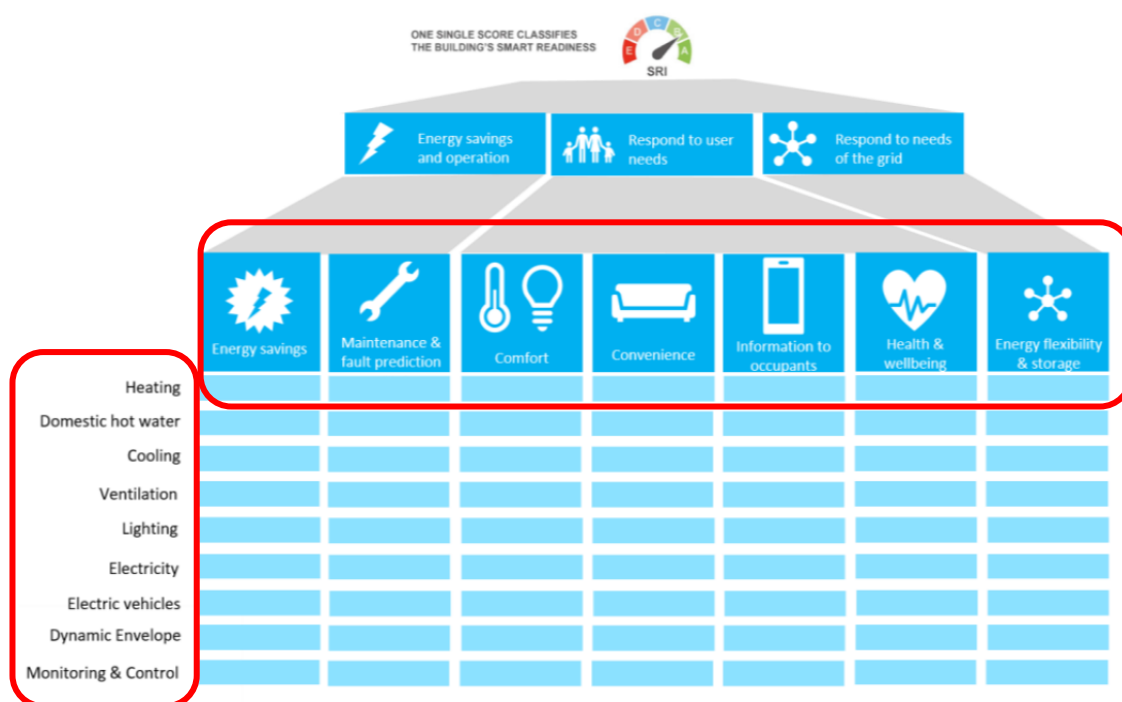 ONE SINGLE SCORE CLASSIFIES
THE BUILDING'S SMART READINESS
E
D
C
A
SRI
Energy savings
and operation
Respond to user
needs
Respond to needs
of the grid
Energy savings
Maintenance &
fault prediction
Comfort
Convenience
Information to
occupants
Health &
wellbeing
Energy flexibility
& storage
Heating
Domestic hot water
Cooling
Ventilation
Lighting
Electricity
Electric vehicles
Dynamic Envelope
Monitoring & Control